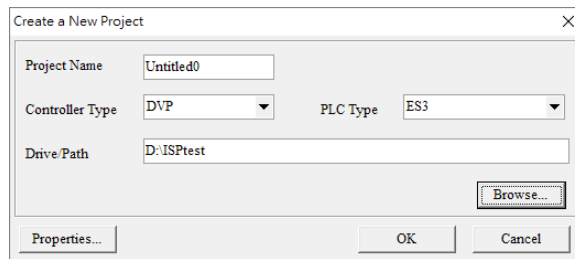 Create a New Project
Project Name Untitled0
Controller Type DVP PLC Type ES3
Drive/Path D:\ISPtest
Browse...
Properties... OK Cancel